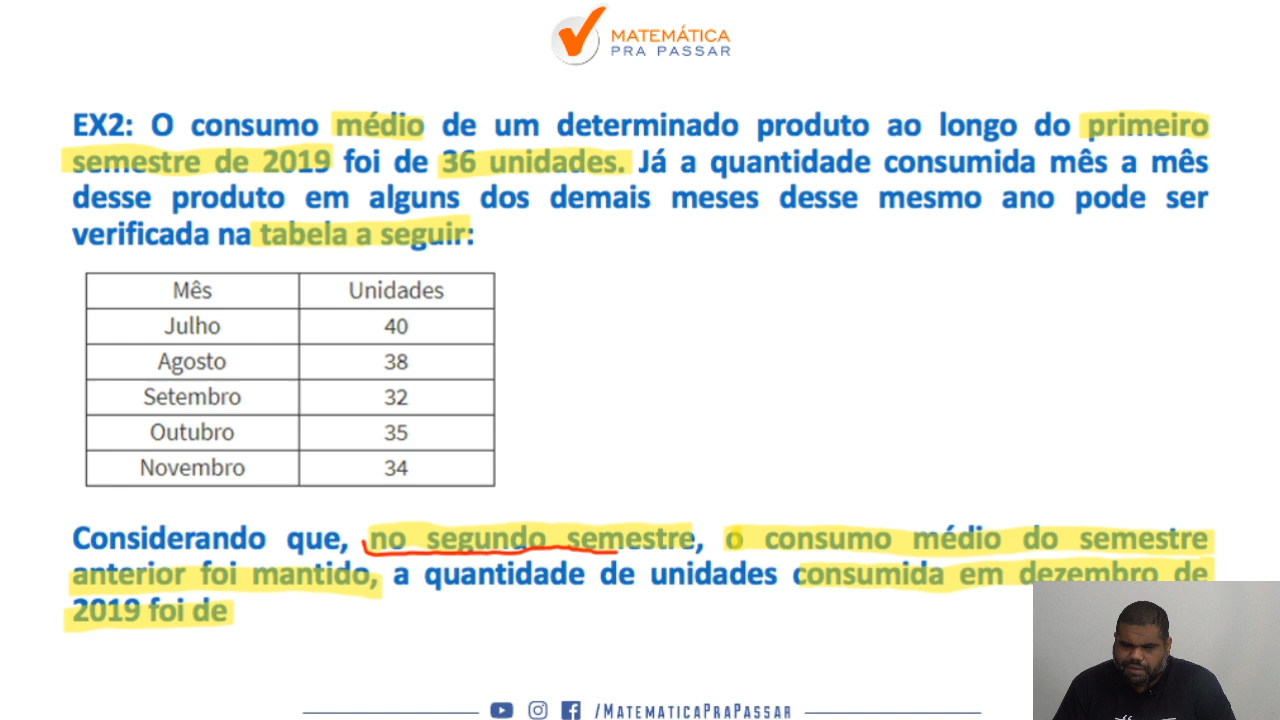 MATEMÁTICA
PRA PASSAR
EX2: O consumo médio de um determinado produto ao longo do primeiro
semestre de 2019 foi de 36 unidades. Já a quantidade consumida mês a mês
desse produto em alguns dos demais meses desse mesmo ano pode ser
verificada na tabela a seguir:
Mês Unidades
Julho 40
Agosto 38
Setembro 32
Outubro 35
Novembro 34
Considerando que, no segundo semestre, o consumo médio do semestre
anterior foi mantido, a quantidade de unidades consumida em dezembro de
2019 foi de
/MATEMATICAPRAPASSAR